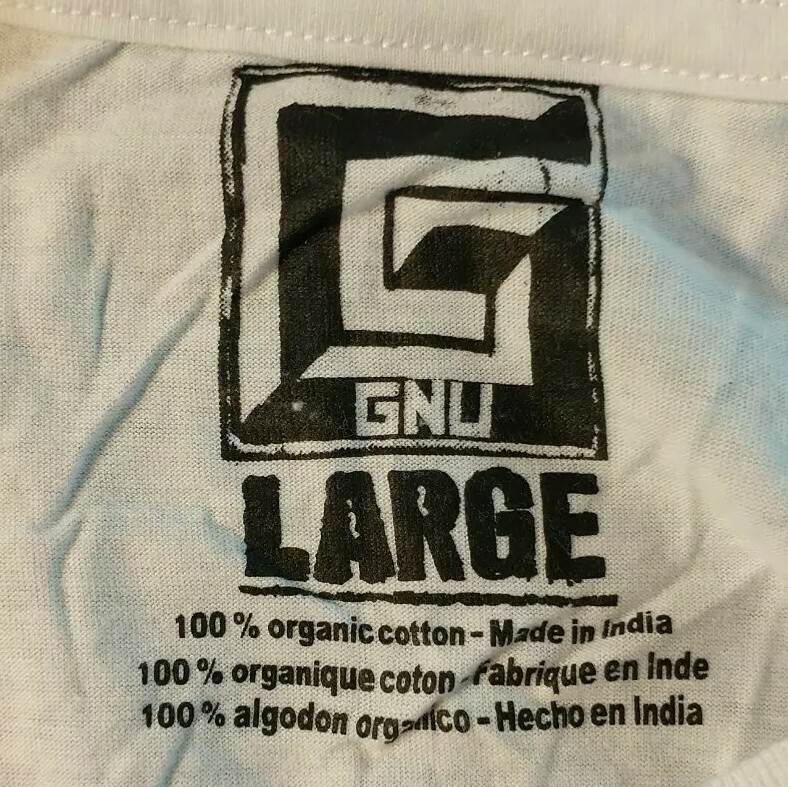 GNU
LARGE
100 % organic cotton - Made in India
100 % organique coton - Fabrique en Inde
100 % algodon organico - Hecho en India